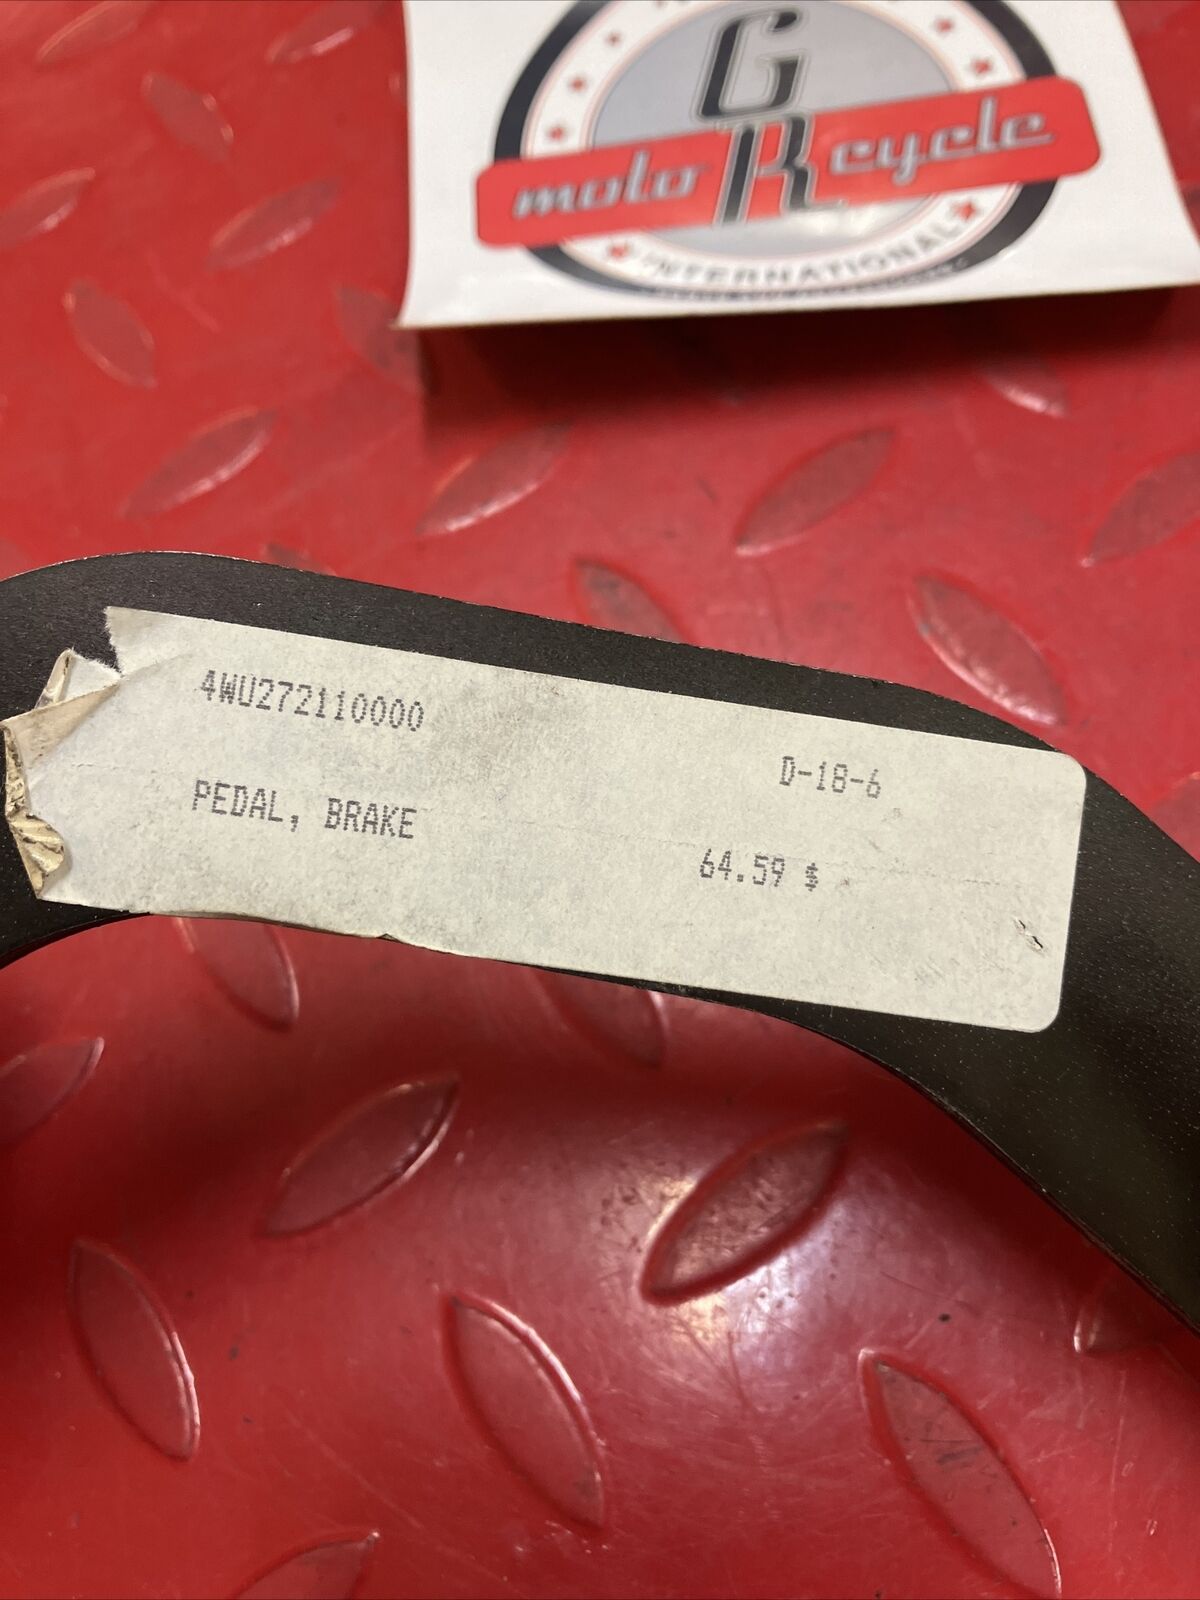 G
moto R cycle
INTERNATIONAL
4WU272110000
D-18-6
PEDAL, BRAKE
64.59 $